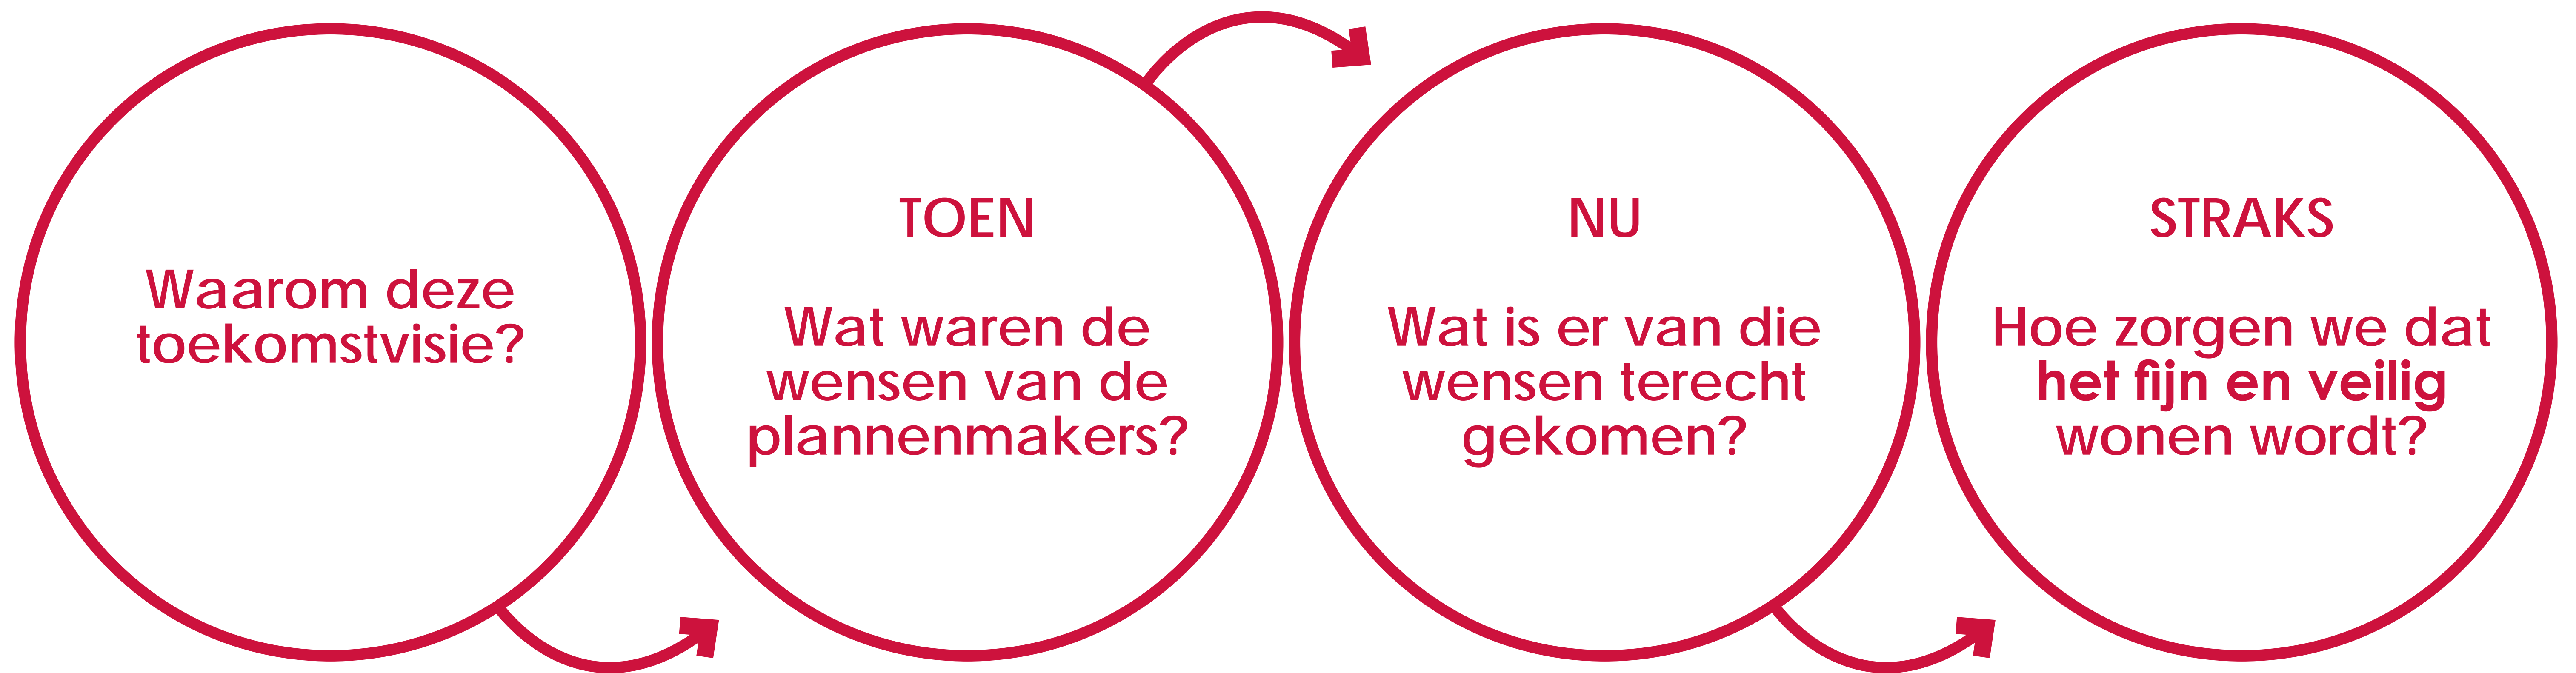 Waarom deze
toekomstvisie?
TOEN
Wat waren de
wensen van de
plannenmakers?
NU
Wat is er van die
wensen terecht
gekomen?
STRAKS
Hoe zorgen we dat
het fijn en veilig
wonen wordt?